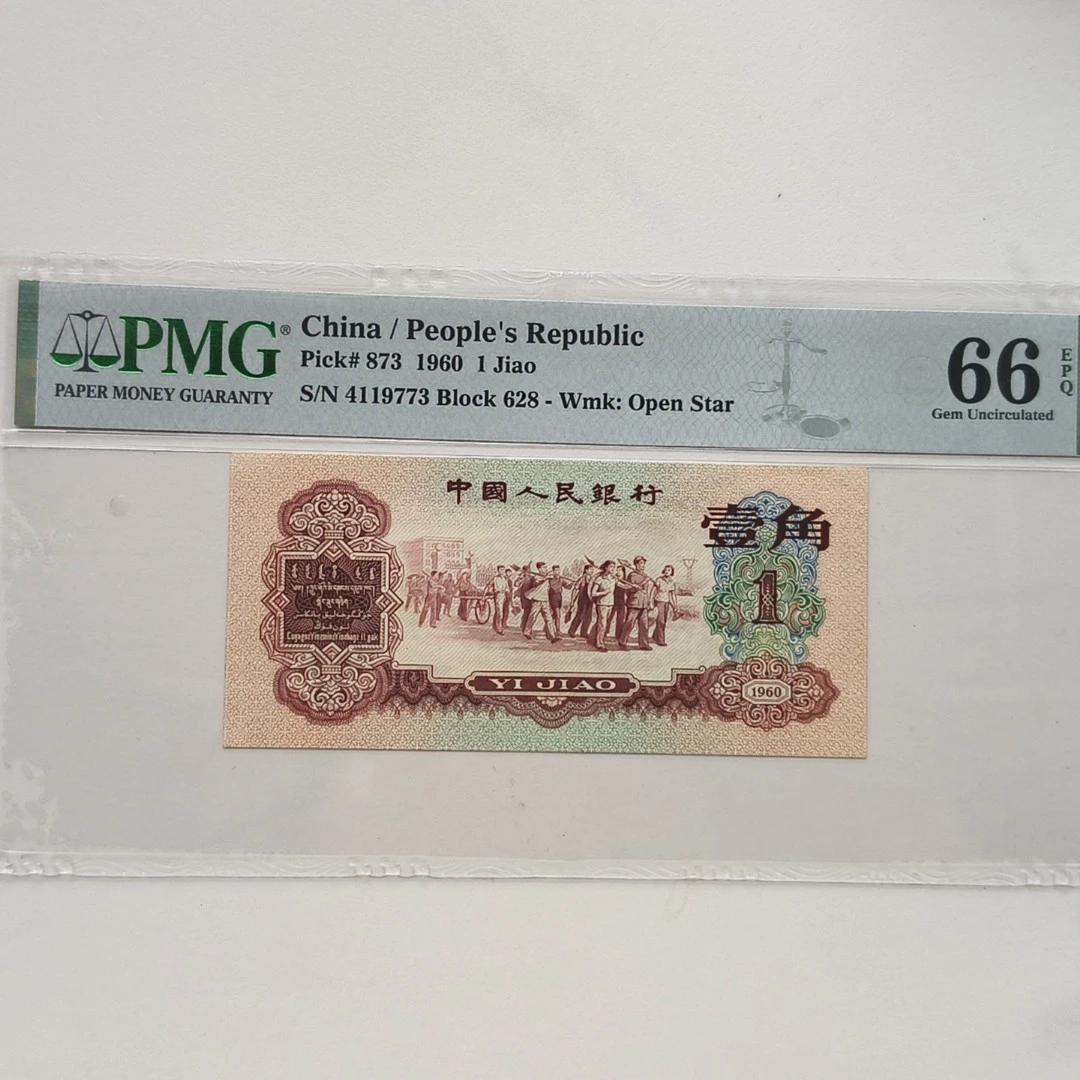 PMG®
PAPER MONEY GUARANTY
China / People's Republic
Pick# 873 1960 1 Jiao
S/N 4119773 Block 628 - Wmk: Open Star
66
EPQ
Gem Uncirculated
中國人民銀行
壹角
1
YI JIAO
1960